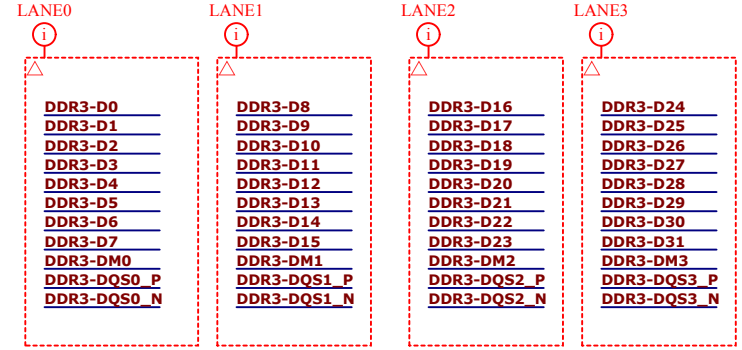 LANE0
i
DDR3-D0
DDR3-D1
DDR3-D2
DDR3-D3
DDR3-D4
DDR3-D5
DDR3-D6
DDR3-D7
DDR3-DM0
DDR3-DQS0_P
DDR3-DQS0_N
LANE1
i
DDR3-D8
DDR3-D9
DDR3-D10
DDR3-D11
DDR3-D12
DDR3-D13
DDR3-D14
DDR3-D15
DDR3-DM1
DDR3-DQS1_P
DDR3-DQS1_N
LANE2
i
DDR3-D16
DDR3-D17
DDR3-D18
DDR3-D19
DDR3-D20
DDR3-D21
DDR3-D22
DDR3-D23
DDR3-DM2
DDR3-DQS2_P
DDR3-DQS2_N
LANE3
i
DDR3-D24
DDR3-D25
DDR3-D26
DDR3-D27
DDR3-D28
DDR3-D29
DDR3-D30
DDR3-D31
DDR3-DM3
DDR3-DQS3_P
DDR3-DQS3_N